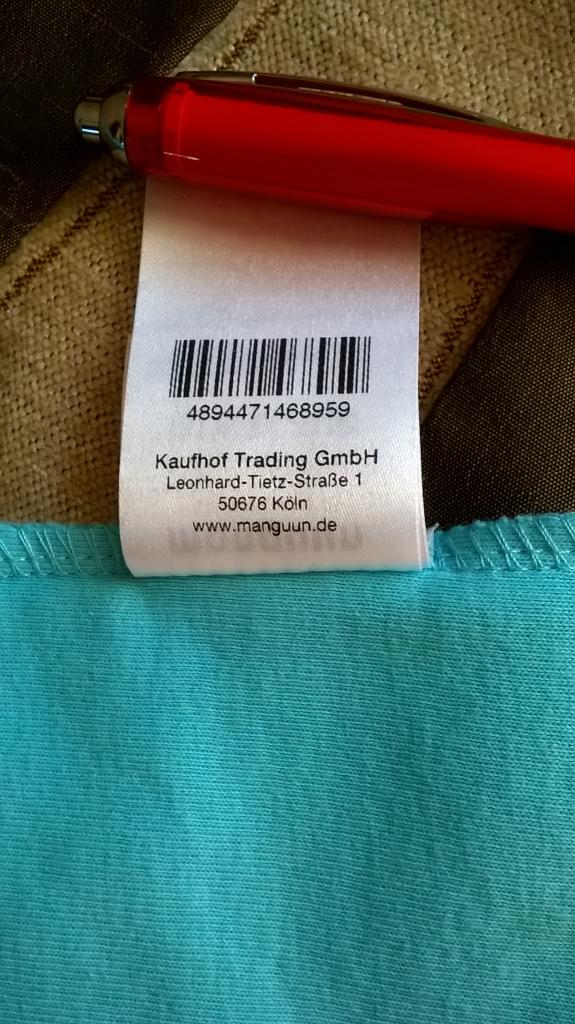 4894471468959
Kaufhof Trading GmbH
Leonhard-Tietz-Straße 1
50676 Köln
www.manguun.de